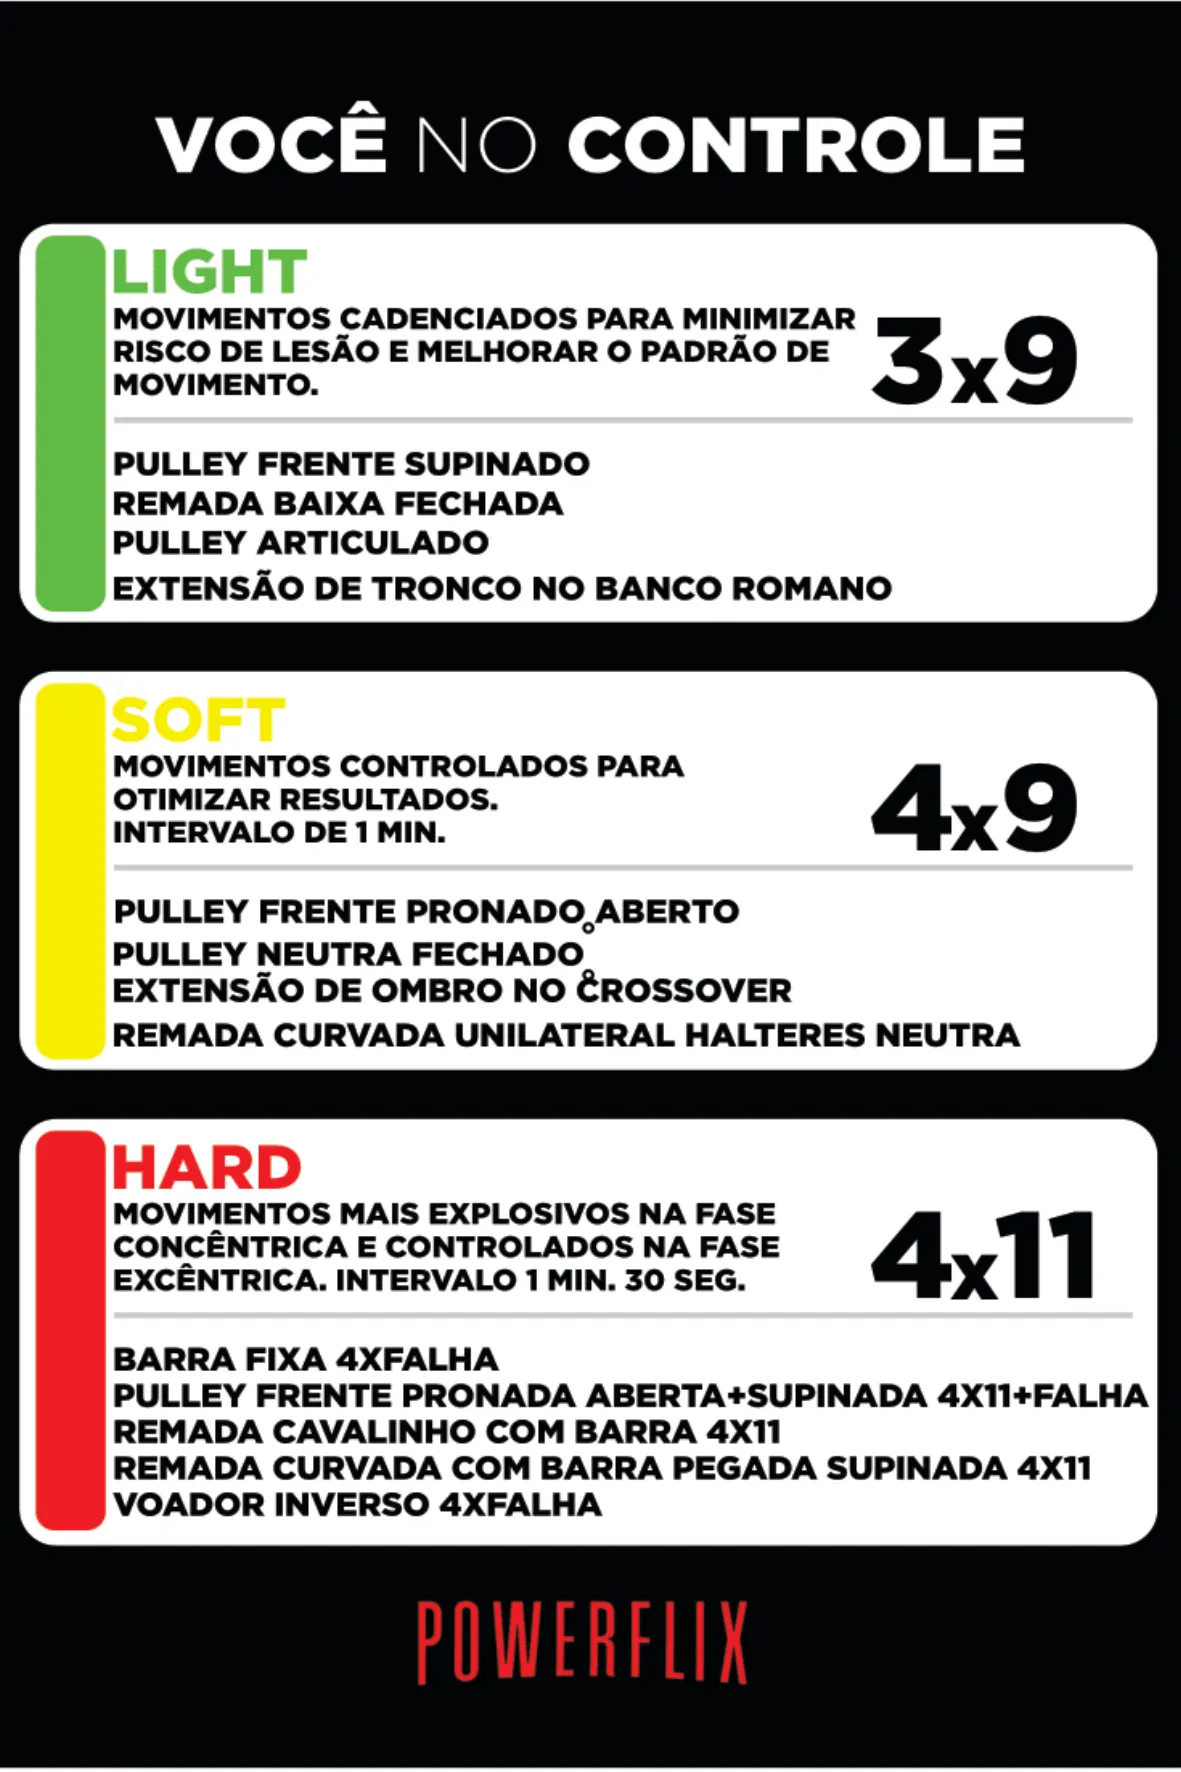 VOCÊ NO CONTROLE
LIGHT
MOVIMENTOS CADENCIADOS PARA MINIMIZAR
RISCO DE LESÃO E MELHORAR O PADRÃO DE
MOVIMENTO.
3x9
PULLEY FRENTE SUPINADO
REMADA BAIXA FECHADA
PULLEY ARTICULADO
EXTENSÃO DE TRONCO NO BANCO ROMANO
SOFT
MOVIMENTOS CONTROLADOS PARA
OTIMIZAR RESULTADOS.
INTERVALO DE 1 MIN.
4x9
PULLEY FRENTE PRONADO ABERTO
PULLEY NEUTRA FECHADO
EXTENSÃO DE OMBRO NO CROSSOVER
REMADA CURVADA UNILATERAL HALTERES NEUTRA
HARD
MOVIMENTOS MAIS EXPLOSIVOS NA FASE
CONCÊNTRICA E CONTROLADOS NA FASE
EXCÊNTRICA. INTERVALO 1 MIN. 30 SEG.
4x11
BARRA FIXA 4XFALHA
PULLEY FRENTE PRONADA ABERTA+SUPINADA 4X11+FALHA
REMADA CAVALINHO COM BARRA 4X11
REMADA CURVADA COM BARRA PEGADA SUPINADA 4X11
VOADOR INVERSO 4XFALHA
POWERFLIX